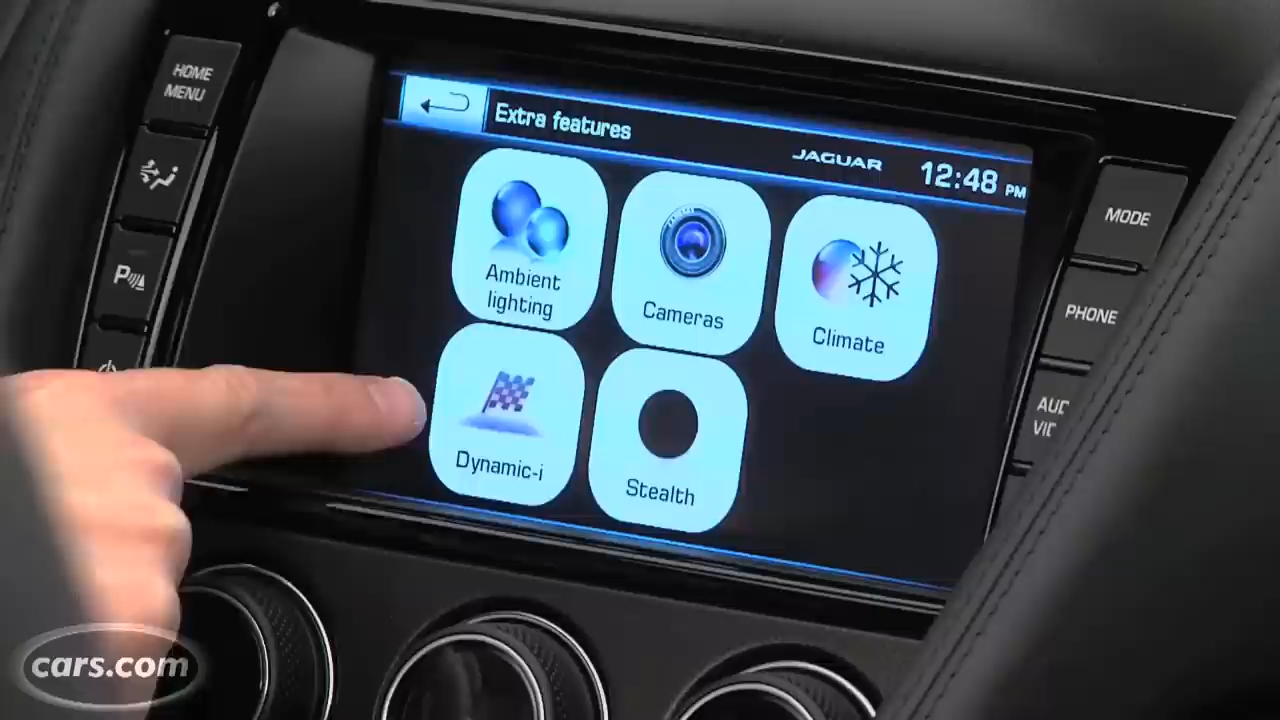 HOME
MENU
Extra features
JAGUAR
12:48 PM
Ambient
lighting
Cameras
Climate
Dynamic-i
Stealth
P
MODE
PHONE
cars.com